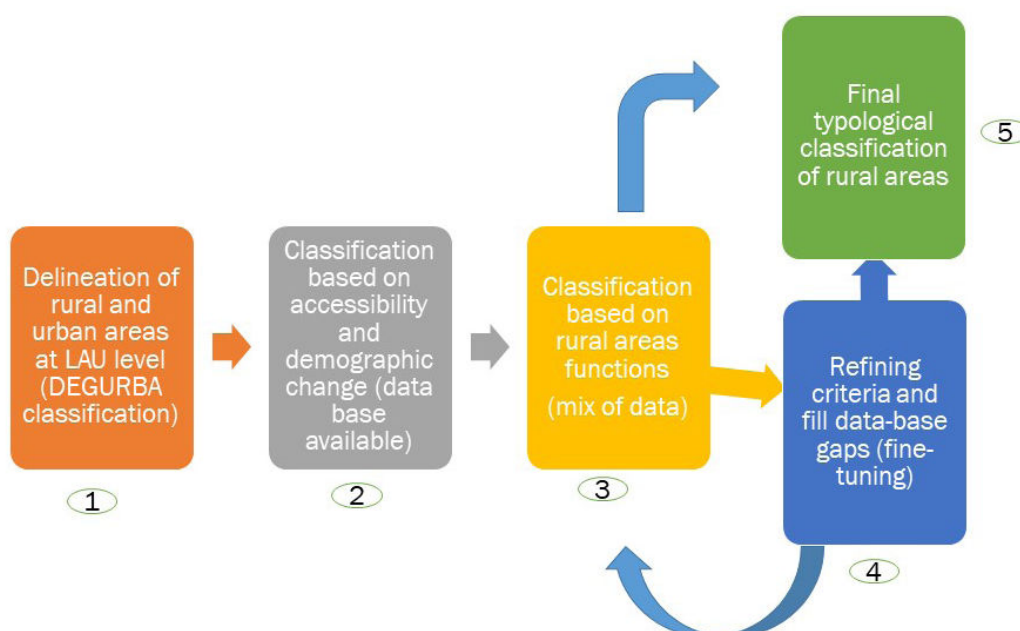 Delineation of
rural and
urban areas
at LAU level
(DEGURBA
classification)
1
Classification
based on
accessibility
and
demographic
change (data
base
available)
2
Classification
based on
rural areas
functions
(mix of data)
3
Refining
criteria and
fill data-base
gaps (fine-
tuning)
4
Final
typological
classification
of rural areas
5